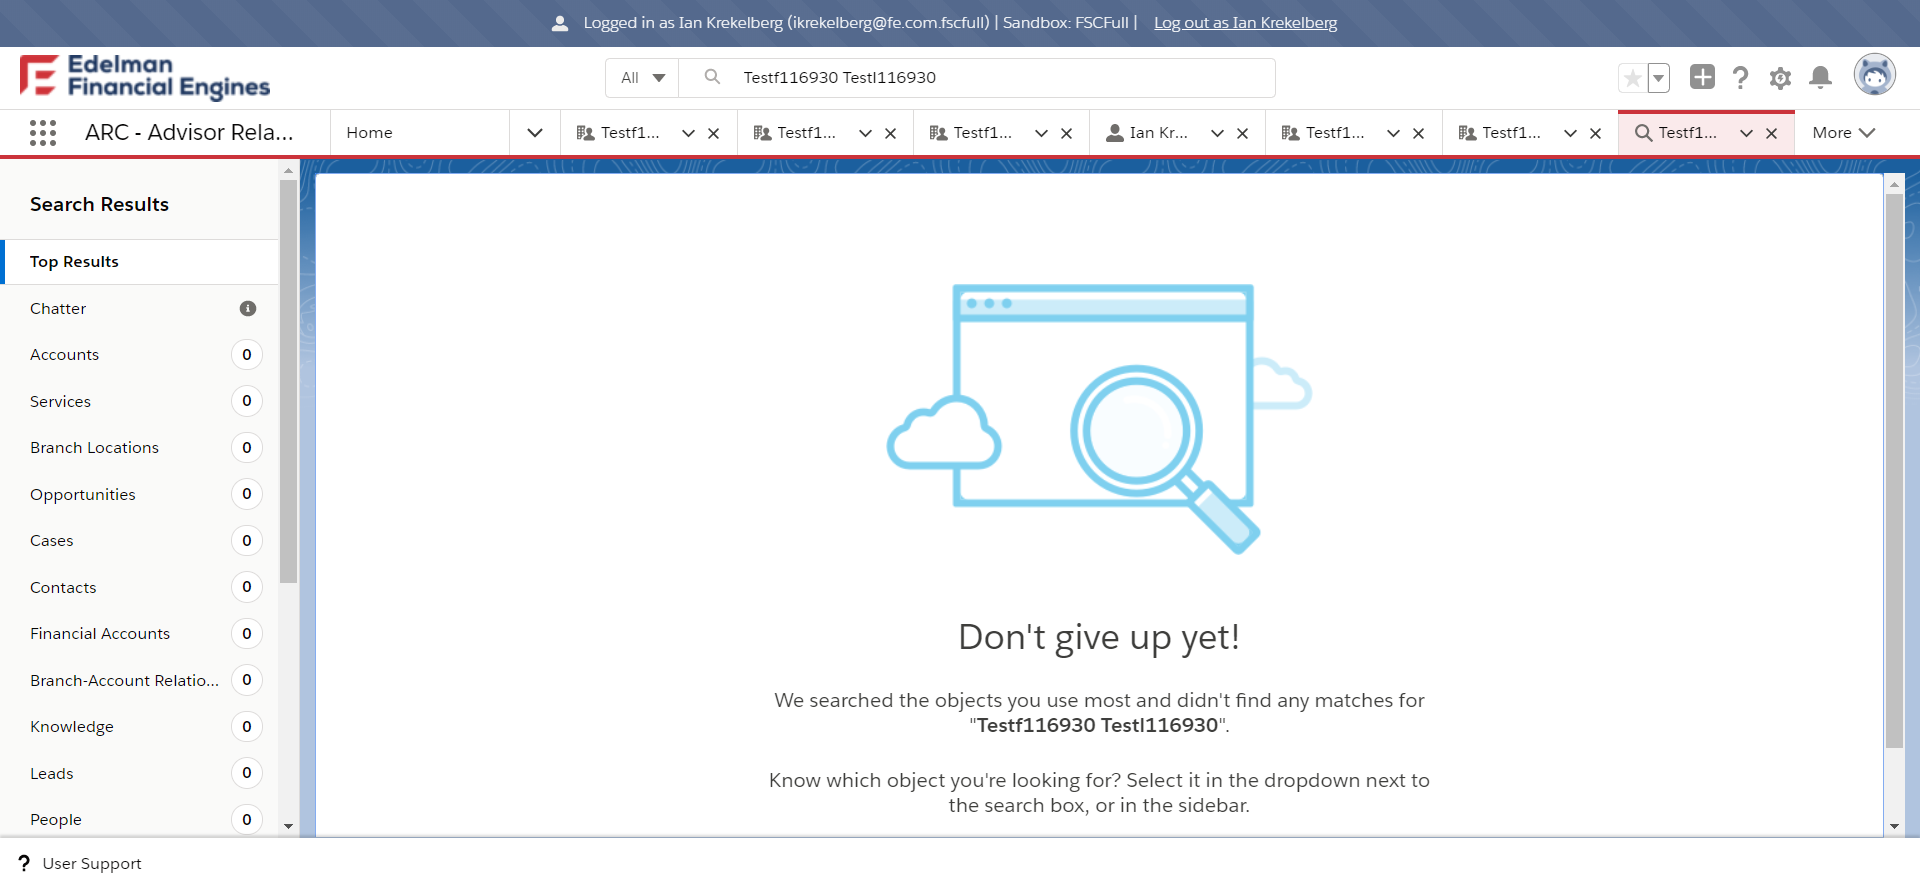 Logged in as Ian Krekelberg (ikrekelberg@fe.com.fscfull) | Sandbox: FSCFull | Log out as Ian Krekelberg
Edelman
Financial Engines
All
Testf116930 Testl116930
ARC - Advisor Rela...
Home
Testf1...
Testf1...
Testf1...
Ian Kr...
Testf1...
Testf1...
Testf1...
More
Search Results
Top Results
Chatter
Accounts 0
Services 0
Branch Locations 0
Opportunities 0
Cases 0
Contacts 0
Financial Accounts 0
Branch-Account Relatio... 0
Knowledge 0
Leads 0
People 0
Don't give up yet!
We searched the objects you use most and didn't find any matches for
"Testf116930 Testl116930".
Know which object you're looking for? Select it in the dropdown next to
the search box, or in the sidebar.
? User Support